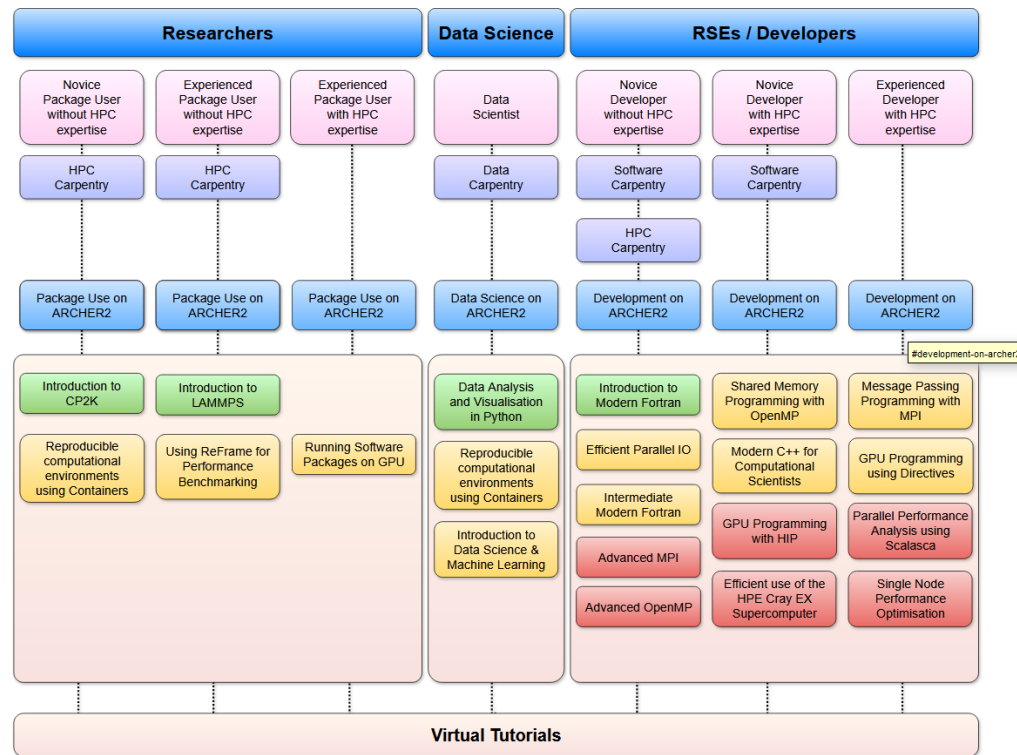 Researchers
Data Science
RSEs / Developers
Novice
Package User
without HPC
expertise
Experienced
Package User
without HPC
expertise
Experienced
Package User
with HPC
expertise
Data
Scientist
Novice
Developer
without HPC
expertise
Novice
Developer
with HPC
expertise
Experienced
Developer
with HPC
expertise
HPC
Carpentry
HPC
Carpentry
Data
Carpentry
Software
Carpentry
Software
Carpentry
HPC
Carpentry
Package Use on
ARCHER2
Package Use on
ARCHER2
Package Use on
ARCHER2
Data Science on
ARCHER2
Development on
ARCHER2
Development on
ARCHER2
Development on
ARCHER2
#development-on-archer2
Introduction to
CP2K
Reproducible
computational
environments
using Containers
Introduction to
LAMMPS
Using ReFrame for
Performance
Benchmarking
Running Software
Packages on GPU
Data Analysis
and Visualisation
in Python
Reproducible
computational
environments
using Containers
Introduction to
Data Science &
Machine Learning
Introduction to
Modern Fortran
Efficient Parallel IO
Intermediate
Modern Fortran
Advanced MPI
Advanced OpenMP
Shared Memory
Programming with
OpenMP
Modern C++ for
Computational
Scientists
GPU Programming
with HIP
Efficient use of the
HPE Cray EX
Supercomputer
Message Passing
Programming with
MPI
GPU Programming
using Directives
Parallel Performance
Analysis using
Scalasca
Single Node
Performance
Optimisation
Virtual Tutorials